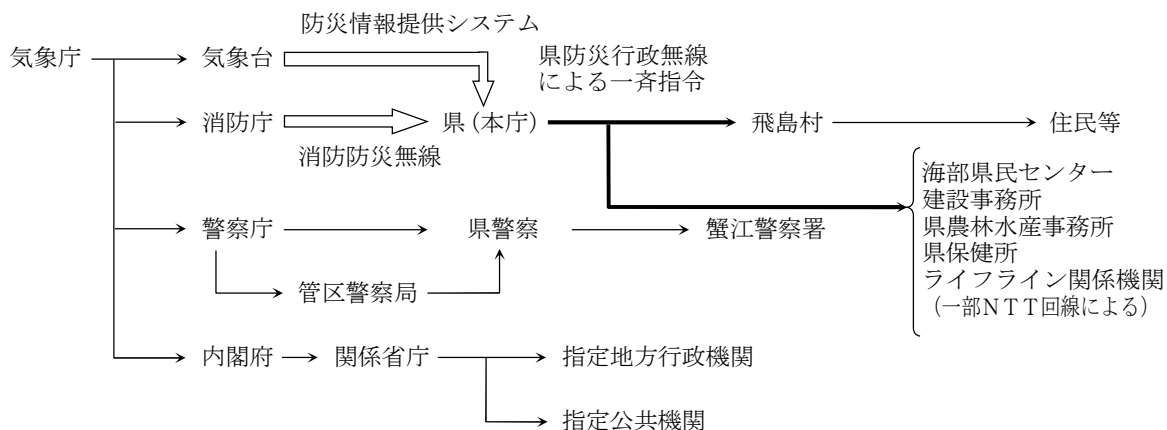 防災情報提供システム
気象庁
気象台
県防災行政無線
による一斉指令
消防庁
県(本庁)
飛島村
住民等
消防防災無線
海部県民センター
建設事務所
県農林水産事務所
県保健所
ライフライン関係機関
(一部NTT回線による)
警察庁
県警察
蟹江警察署
管区警察局
内閣府
関係省庁
指定地方行政機関
指定公共機関